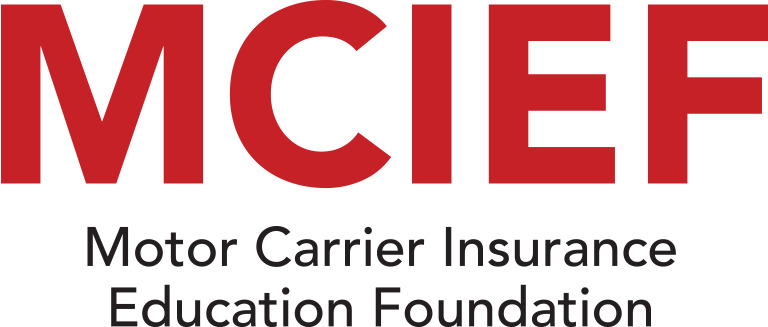 MCIEF
Motor Carrier Insurance
Education Foundation